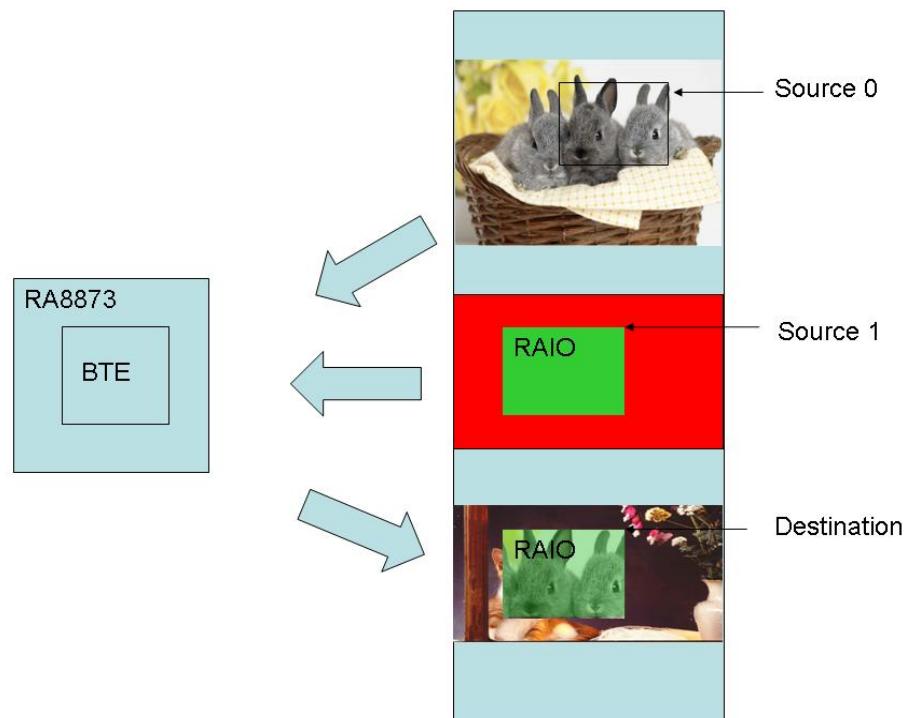 Source 0
RA8873
BTE
RAIO
Source 1
RAIO
Destination